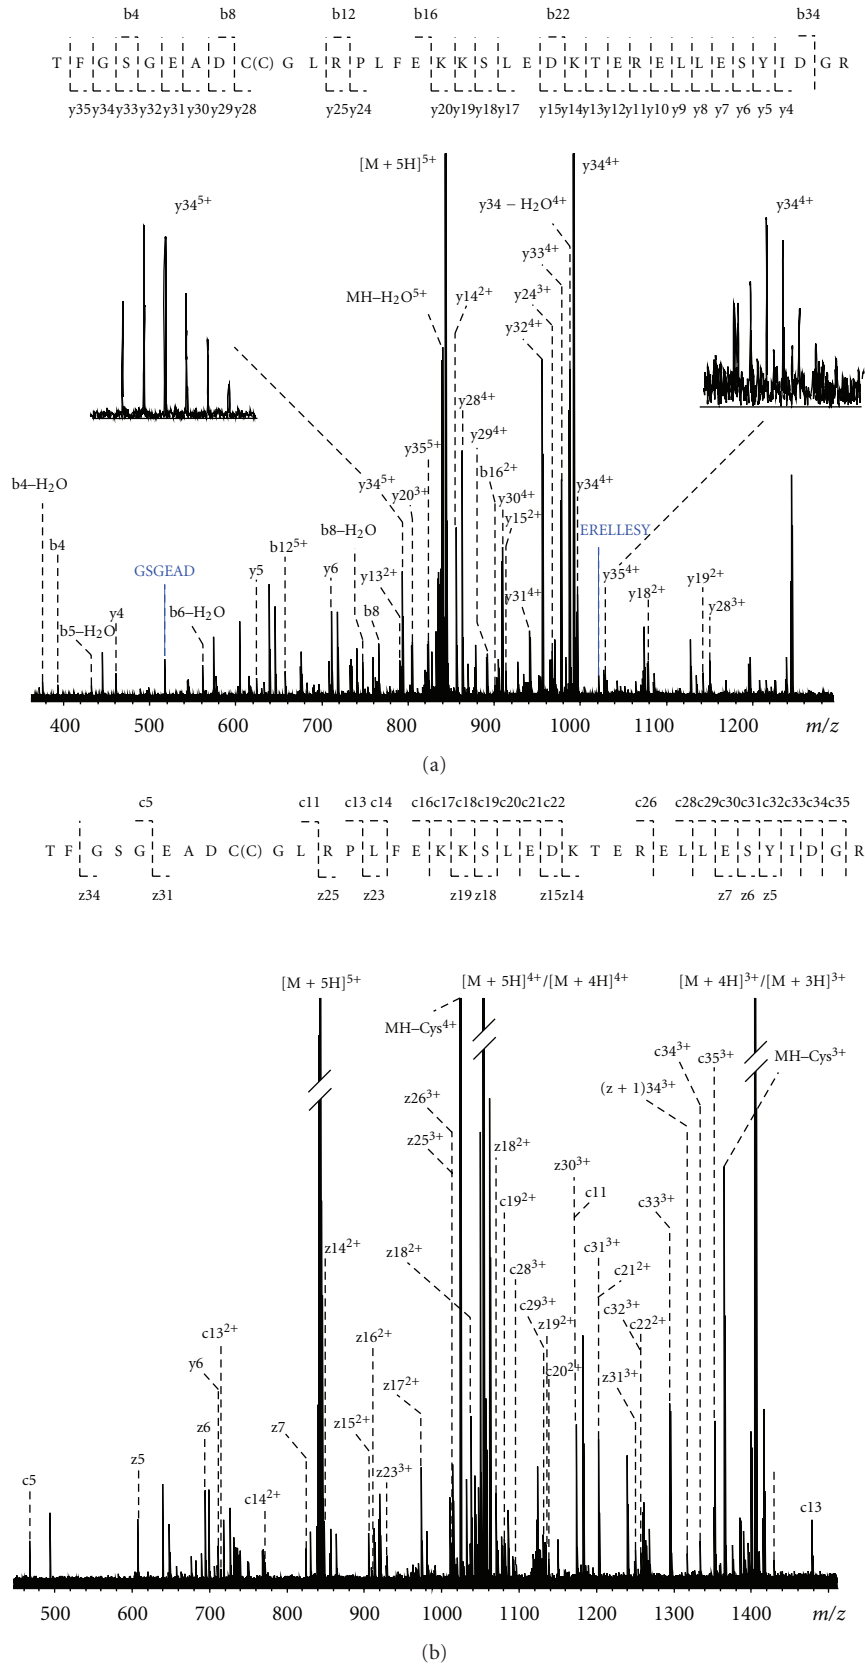 b4 b8 b12 b16 b22 b34
T F G S G E A D C(C) G L R P L F E K K S L E D K T E R E L L E S Y I D G R
y35 y34 y33 y32 y31 y30 y29 y28 y25 y24 y20 y19 y18 y17 y15 y14 y13 y12 y11 y10 y9 y8 y7 y6 y5 y4
[M + 5H]5+
y34 4+
y34 5+
y34 − H2O4+
y34 4+
y33 4+
MH–H2O5+
y14 2+
y24 3+
y32 4+
y28 4+
y29 4+
y35 5+
b16 2+
y34 5+
y20 3+
y30 4+
y34 4+
b4–H2O
y15 2+
b8–H2O
ERELLESY
b4
b12 5+
GSGEAD
y5
y6
y13 2+
y35 4+
y19 2+
y31 4+
y18 2+
y28 3+
b5–H2O
y4
b6–H2O
b8
400 500 600 700 800 900 1000 1100 1200 m/z
(a)
c5 c11 c13 c14 c16 c17 c18 c19 c20 c21 c22 c26 c28 c29 c30 c31 c32 c33 c34 c35
T F G S G E A D C(C) G L R P L F E K K S L E D K T E R E L L E S Y I D G R
z34 z31 z25 z23 z19 z18 z15 z14 z7 z6 z5
[M + 5H]5+
[M + 5H]4+/[M + 4H]4+
[M + 4H]3+/[M + 3H]3+
MH–Cys4+
MH–Cys3+
c34 3+
c35 3+
(z + 1)34 3+
z26 3+
z25 3+
z18 2+
z30 3+
c11
c19 2+
c33 3+
z14 2+
z18 2+
c31 3+
c28 3+
c21 2+
c29 3+
c32 3+
z19 2+
c22 2+
c13 2+
z16 2+
y6
c20 2+
z31 3+
z17 2+
z6
z7
z15 2+
z5
z23 3+
c5
c14 2+
c13
500 600 700 800 900 1000 1100 1200 1300 1400 m/z
(b)